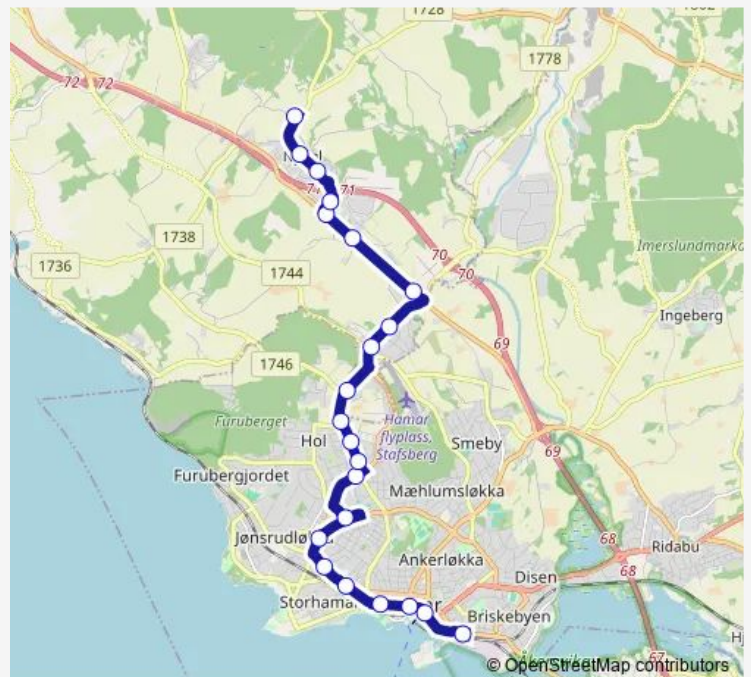 1728
72 72
1778
71
1738
70
70
1736
1744
Imerslundmarka
Ingeberg
69
1746
Hamar
flyplass,
Stafsberg
Furuberget
Hol
Smeby
69
Furubergjordet
Mæhlumsløkka
68
Ridabu
Ankerløkka
68
Disen
Briskebyen
67
© OpenStreetMap contributors